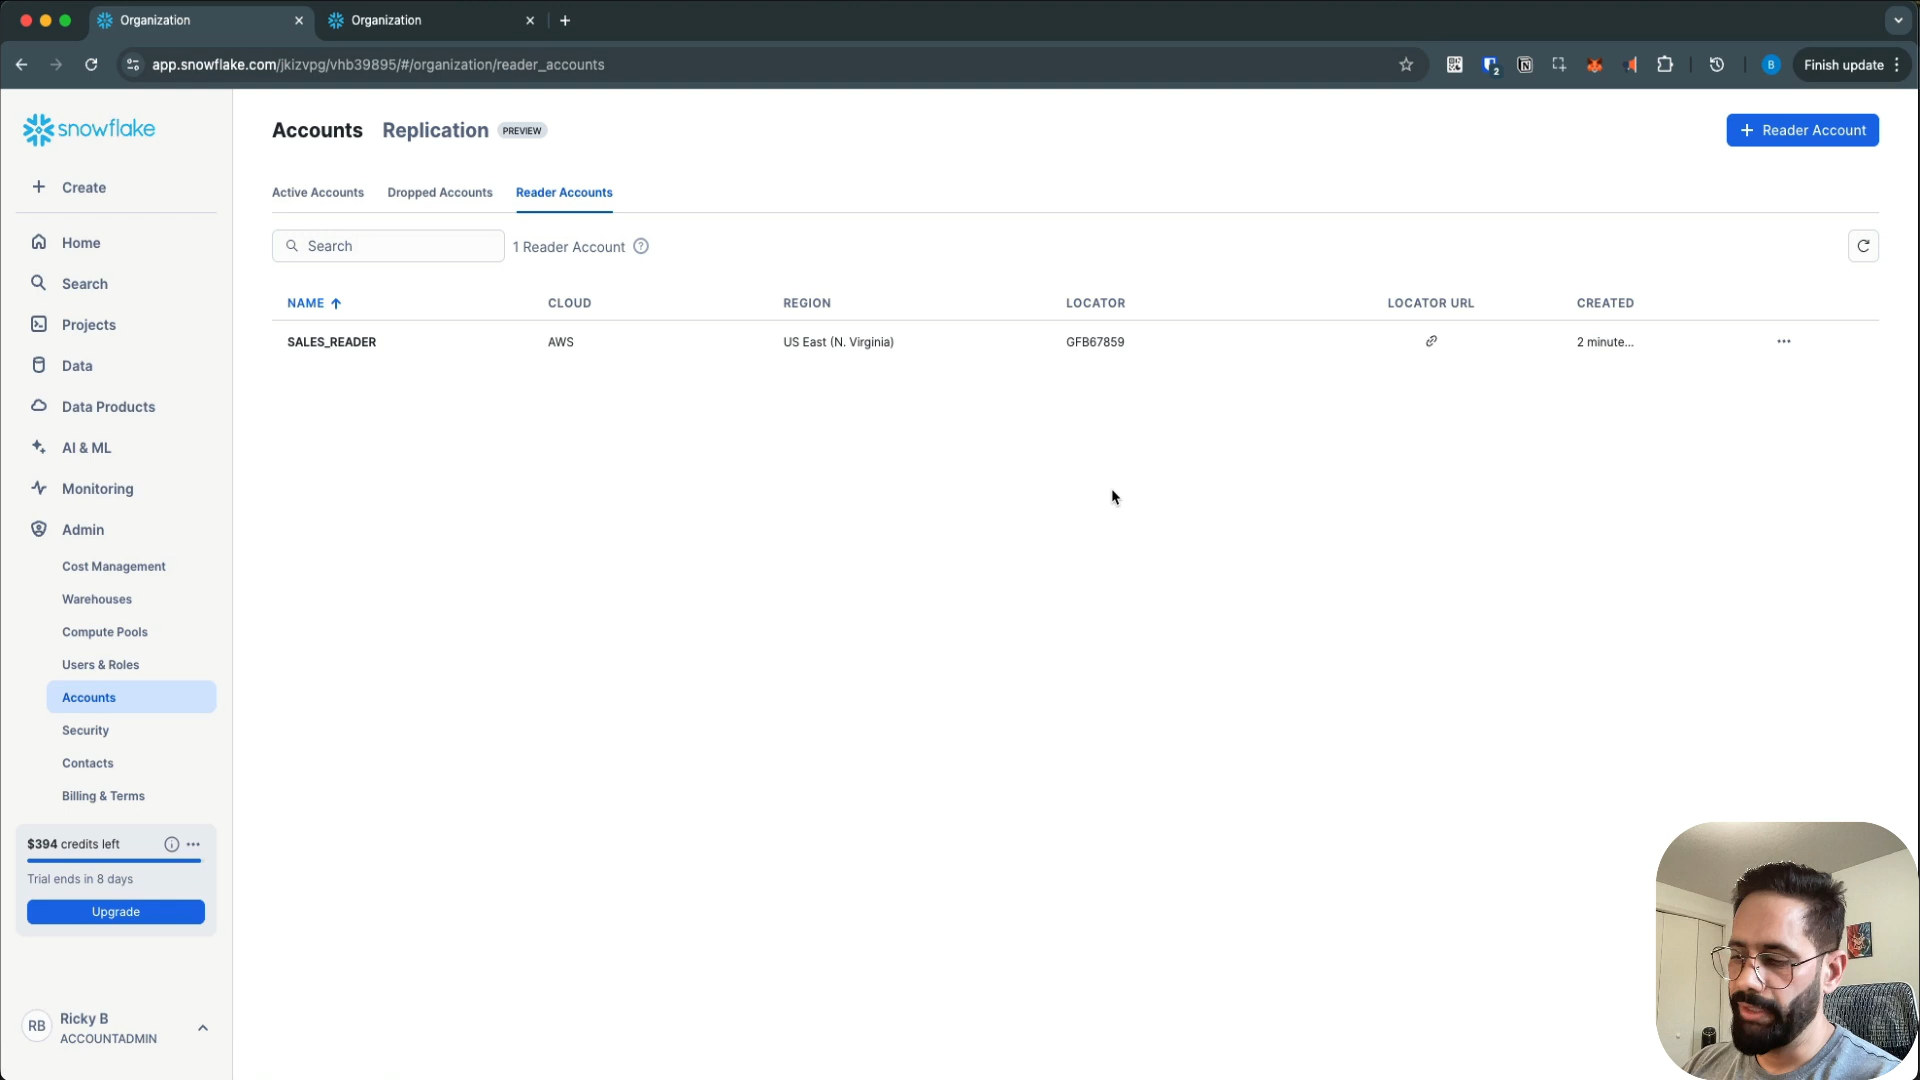 Organization
Organization
app.snowflake.com/jkizvpg/vhb39895/#/organization/reader_accounts
2
B
Finish update
snowflake
Accounts
Replication
PREVIEW
Reader Account
Create
Active Accounts
Dropped Accounts
Reader Accounts
Search
1 Reader Account
?
NAME
CLOUD
REGION
LOCATOR
LOCATOR URL
CREATED
SALES_READER
AWS
US East (N. Virginia)
GFB67859
2 minute...
Home
Search
Projects
Data
Data Products
AI & ML
Monitoring
Admin
Cost Management
Warehouses
Compute Pools
Users & Roles
Accounts
Security
Contacts
Billing & Terms
$394 credits left
Trial ends in 8 days
Upgrade
RB
Ricky B
ACCOUNTADMIN